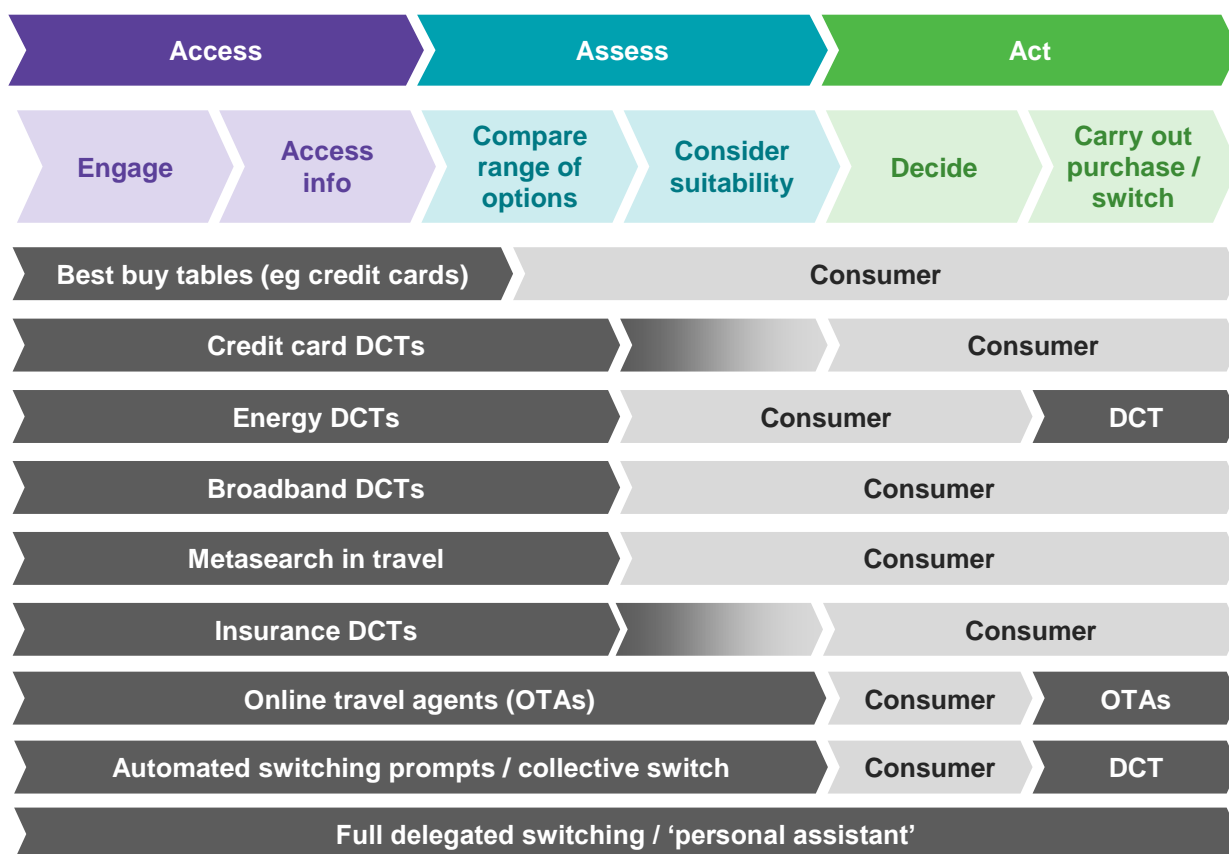 Access
Assess
Act
Engage
Access
info
Compare
range of
options
Consider
suitability
Decide
Carry out
purchase /
switch
Best buy tables (eg credit cards)
Consumer
Credit card DCTs
Consumer
Energy DCTs
Consumer
DCT
Broadband DCTs
Consumer
Metasearch in travel
Consumer
Insurance DCTs
Consumer
Online travel agents (OTAs)
Consumer
OTAs
Automated switching prompts / collective switch
Consumer
DCT
Full delegated switching / ‘personal assistant’